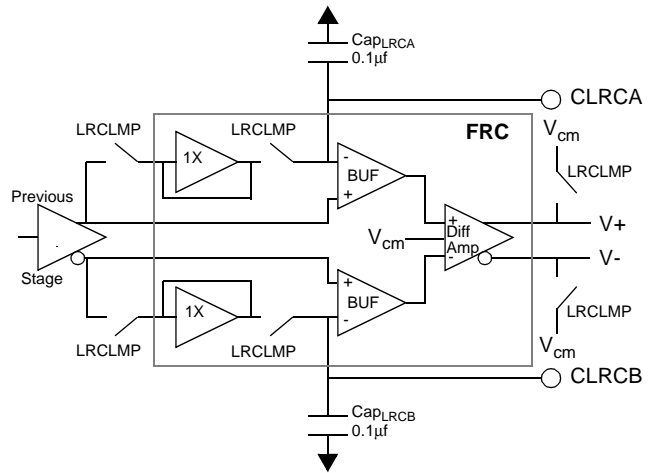 CapLRCA
0.1µf
CLRCA
LRCLMP
LRCLMP
FRC
Vcm
1X
-
BUF
+
LRCLMP
Previous
Stage
+
Diff
Amp
-
Vcm
V+
V-
+
BUF
-
1X
LRCLMP
LRCLMP
LRCLMP
Vcm
CLRCB
CapLRCB
0.1µf